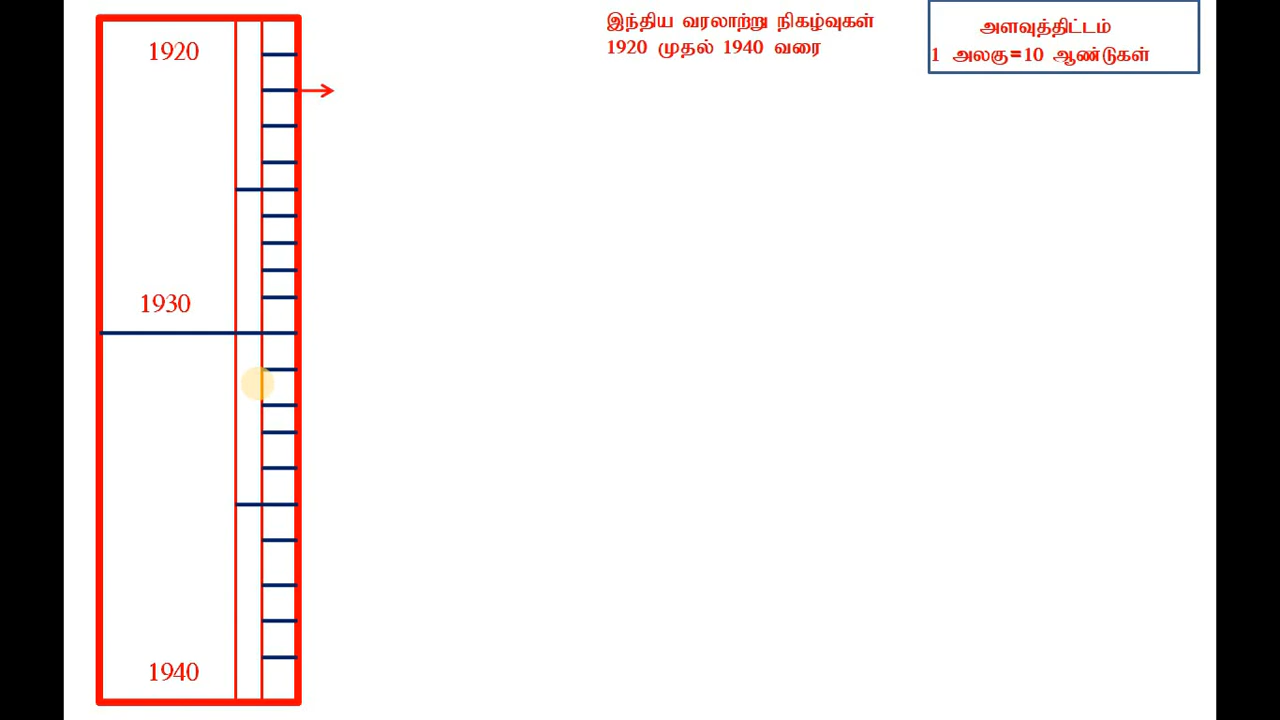 இந்திய வரலாற்று நிகழ்வுகள்
1920 முதல் 1940 வரை
அளவுத்திட்டம்
1 அலகு=10 ஆண்டுகள்
1920
1930
1940